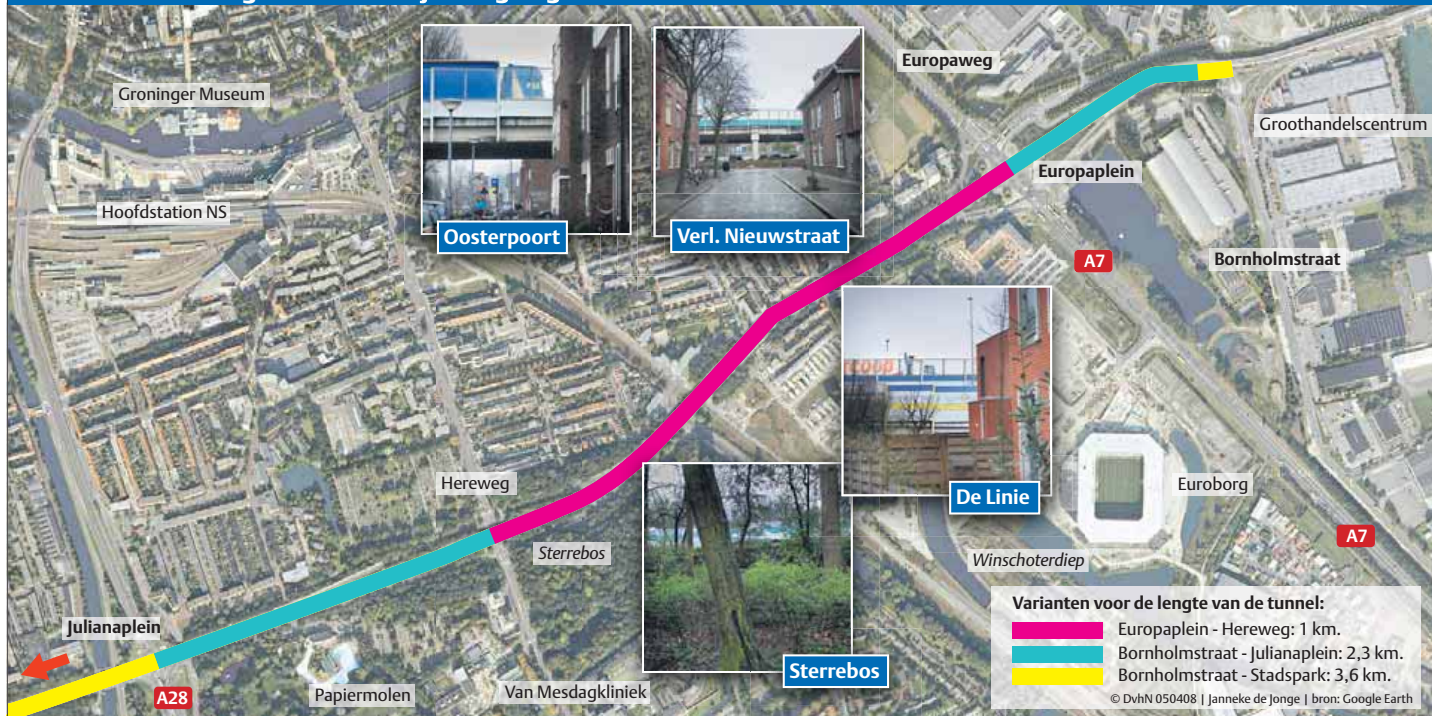 Groninger Museum
Europaweg
Groothandelscentrum
Hoofdstation NS
Oosterpoort
Verl. Nieuwstraat
Europaplein
A7
Bornholmstraat
Hereweg
Sterrebos
De Linie
Euroborg
A7
Winschoterdiep
Julianaplein
A28
Papiermolen
Van Mesdagkliniek
Sterrebos
Varianten voor de lengte van de tunnel:
Europaplein - Hereweg: 1 km.
Bornholmstraat - Julianaplein: 2,3 km.
Bornholmstraat - Stadspark: 3,6 km.
© DvhN 050408 | Janneke de Jonge | bron: Google Earth